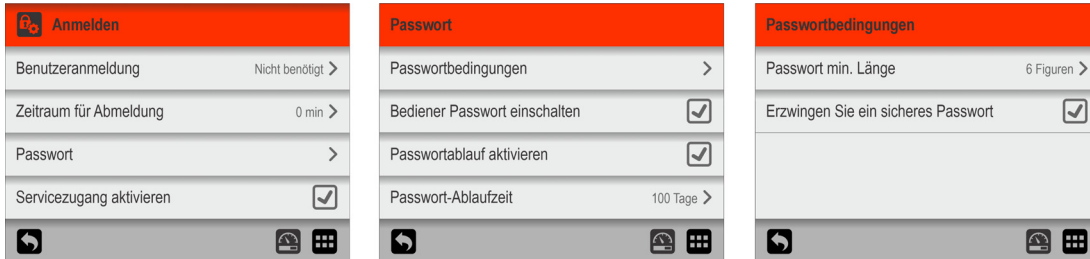 Anmelden
Benutzeranmeldung Nicht benötigt
Zeitraum für Abmeldung 0 min
Passwort
Servicezugang aktivieren
Passwort
Passwortbedingungen
Bediener Passwort einschalten
Passwortablauf aktivieren
Passwort-Ablaufzeit 100 Tage
Passwortbedingungen
Passwort min. Länge 6 Figuren
Erzwingen Sie ein sicheres Passwort